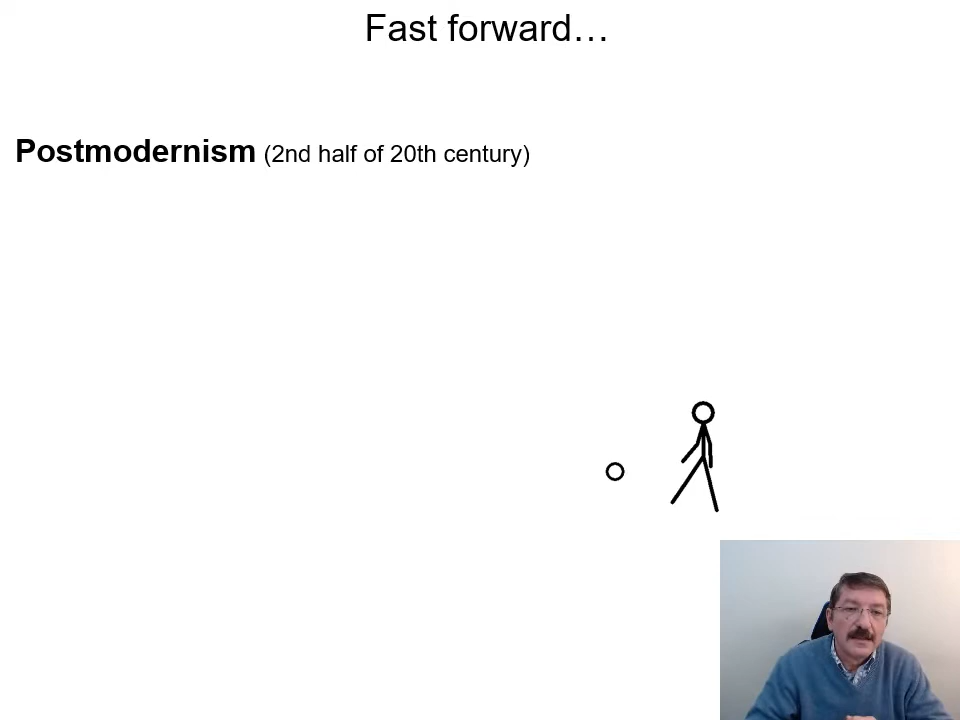 Fast forward…
Postmodernism (2nd half of 20th century)